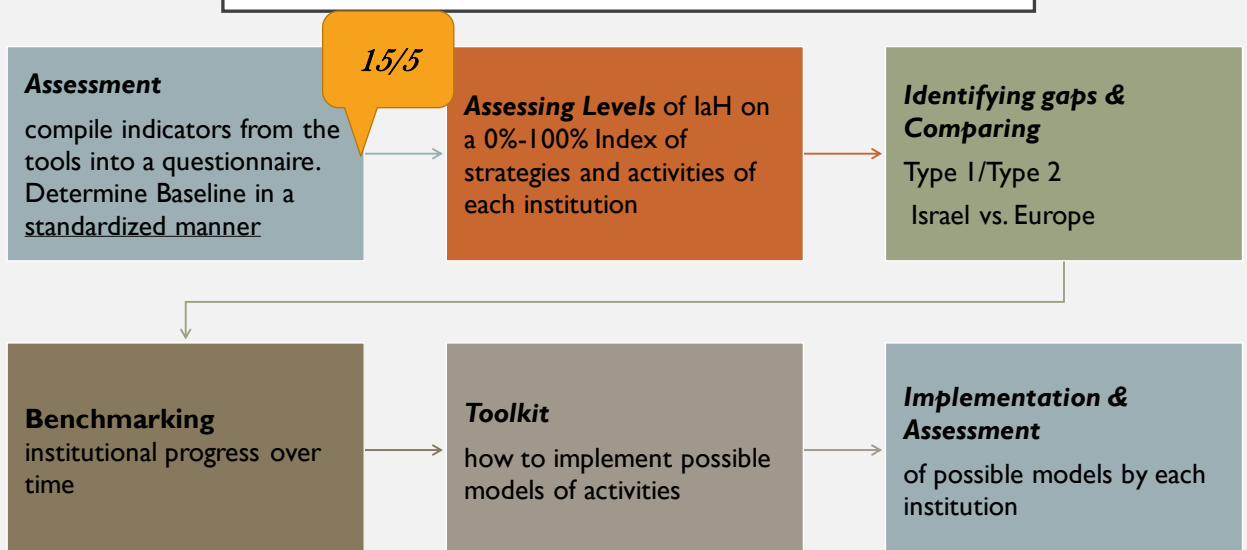 15/5
Assessment
compile indicators from the
tools into a questionnaire.
Determine Baseline in a
standardized manner
Assessing Levels of IaH on
a 0%-100% Index of
strategies and activities of
each institution
Identifying gaps &
Comparing
Type 1/Type 2
Israel vs. Europe
Benchmarking
institutional progress over
time
Toolkit
how to implement possible
models of activities
Implementation &
Assessment
of possible models by each
institution